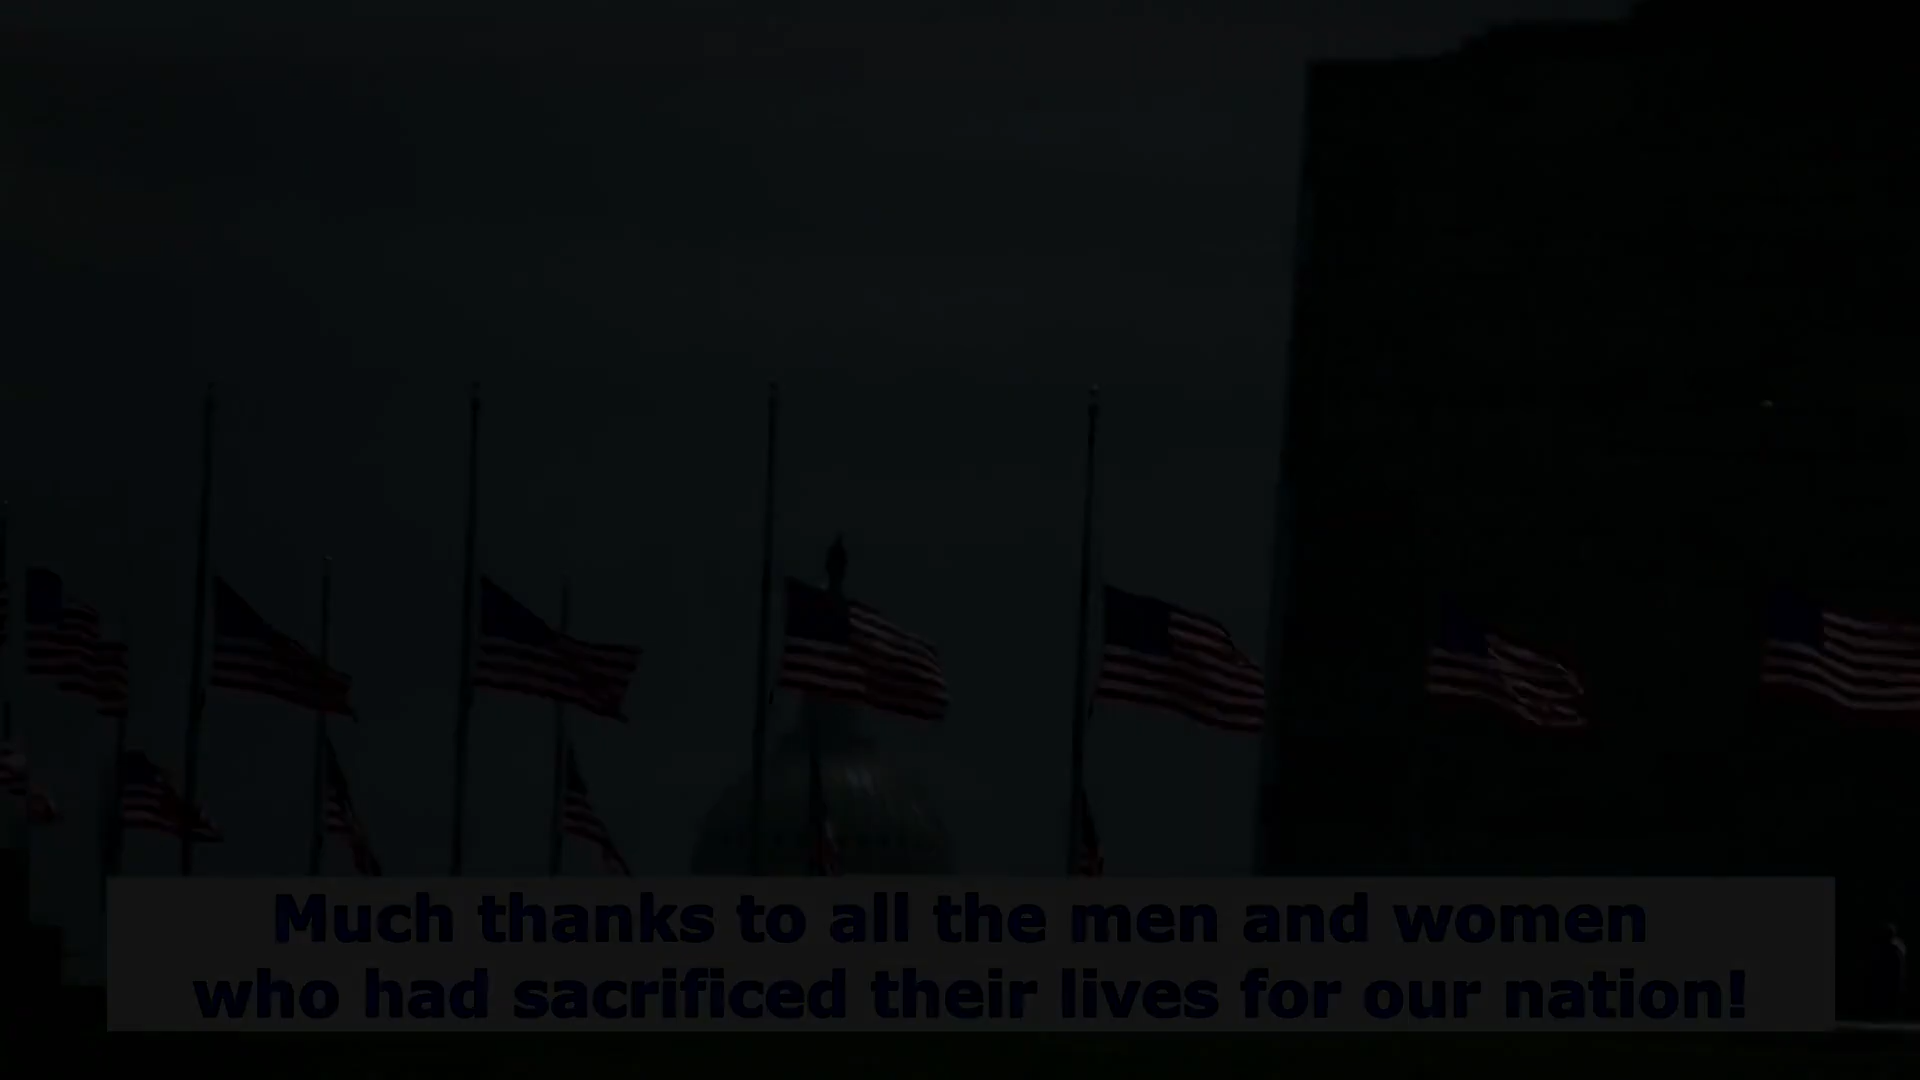 Much thanks to all the men and women
who had sacrificed their lives for our nation!